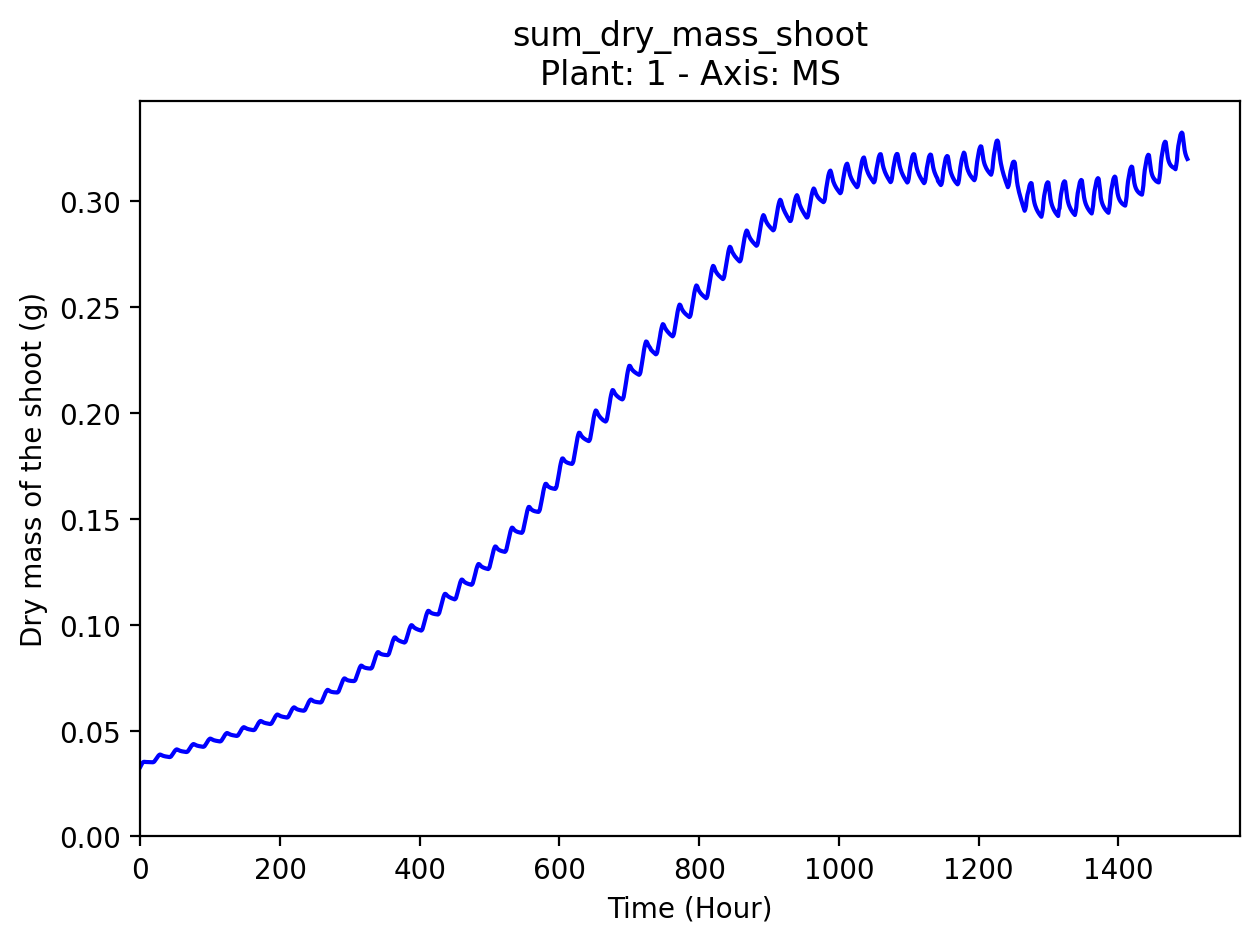 sum_dry_mass_shoot
Plant: 1 - Axis: MS
Dry mass of the shoot (g)
0.30
0.25
0.20
0.15
0.10
0.05
0.00
0 200 400 600 800 1000 1200 1400
Time (Hour)